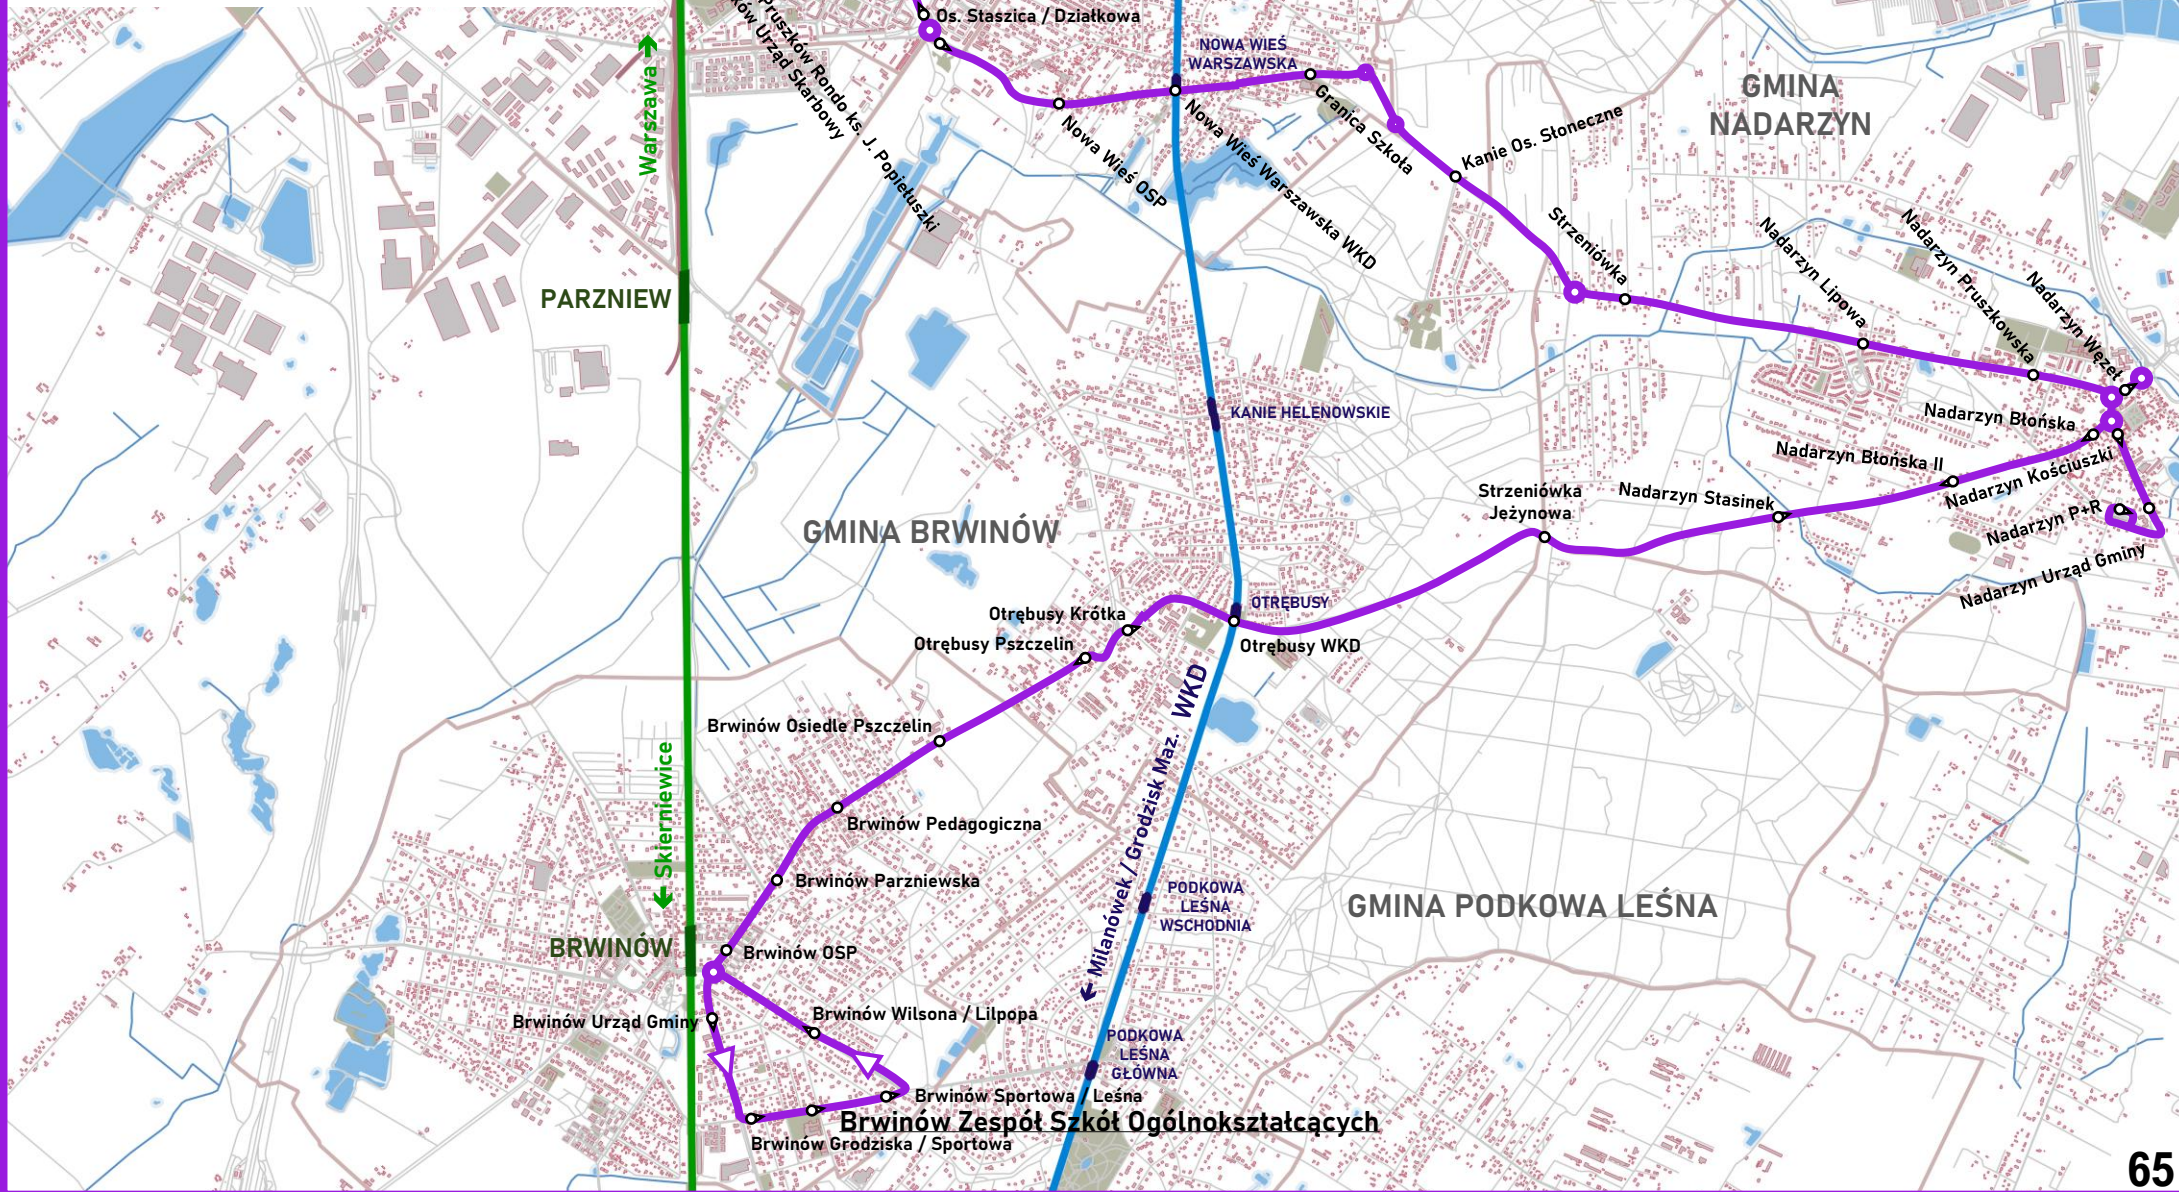 Os. Staszica / Działkowa
Pruszków Rondo ks. J. Popiełuszki
ków Urząd Skarbowy
Warszawa →
NOWA WIEŚ
WARSZAWSKA
Nowa Wieś OSP
Nowa Wieś Warszawska WKD
Granica Szkoła
Kanie Os. Słoneczne
GMINA
NADARZYN
Strzeniówka
Nadarzyn Lipowa
Nadarzyn Pruszkowska
Nadarzyn Węzeł
PARZNIEW
KANIE HELENOWSKIE
Nadarzyn Błońska
Nadarzyn Błońska II
Nadarzyn Kościuszki
Strzeniówka
Jeżynowa
Nadarzyn Stasinek
Nadarzyn P+R
Nadarzyn Urząd Gminy
GMINA BRWINÓW
OTRĘBUSY
Otrębusy Krótka
Otrębusy Pszczelin
Otrębusy WKD
Brwinów Osiedle Pszczelin
← Skierniewice
← Milanówek / Grodzisk Maz. WKD
Brwinów Pedagogiczna
Brwinów Parzniewska
PODKOWA
LEŚNA
WSCHODNIA
GMINA PODKOWA LEŚNA
BRWINÓW
Brwinów OSP
Brwinów Urząd Gminy
Brwinów Wilsona / Lilpopa
PODKOWA
LEŚNA
GŁÓWNA
Brwinów Sportowa / Leśna
Brwinów Zespół Szkół Ogólnokształcących
Brwinów Grodziska / Sportowa
65